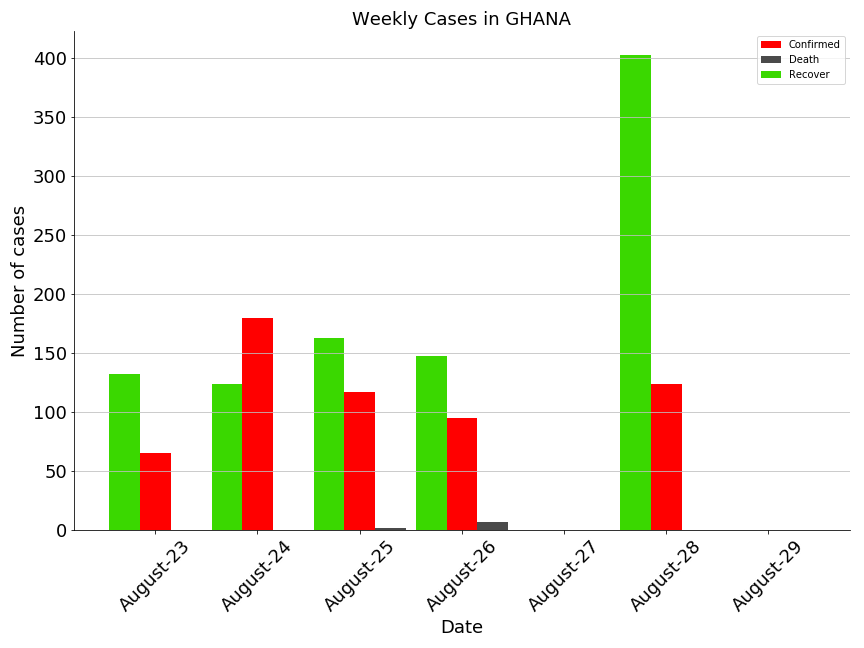 Weekly Cases in GHANA
Confirmed
Death
Recover
Number of cases
400
350
300
250
200
150
100
50
0
August-23
August-24
August-25
August-26
August-27
August-28
August-29
Date